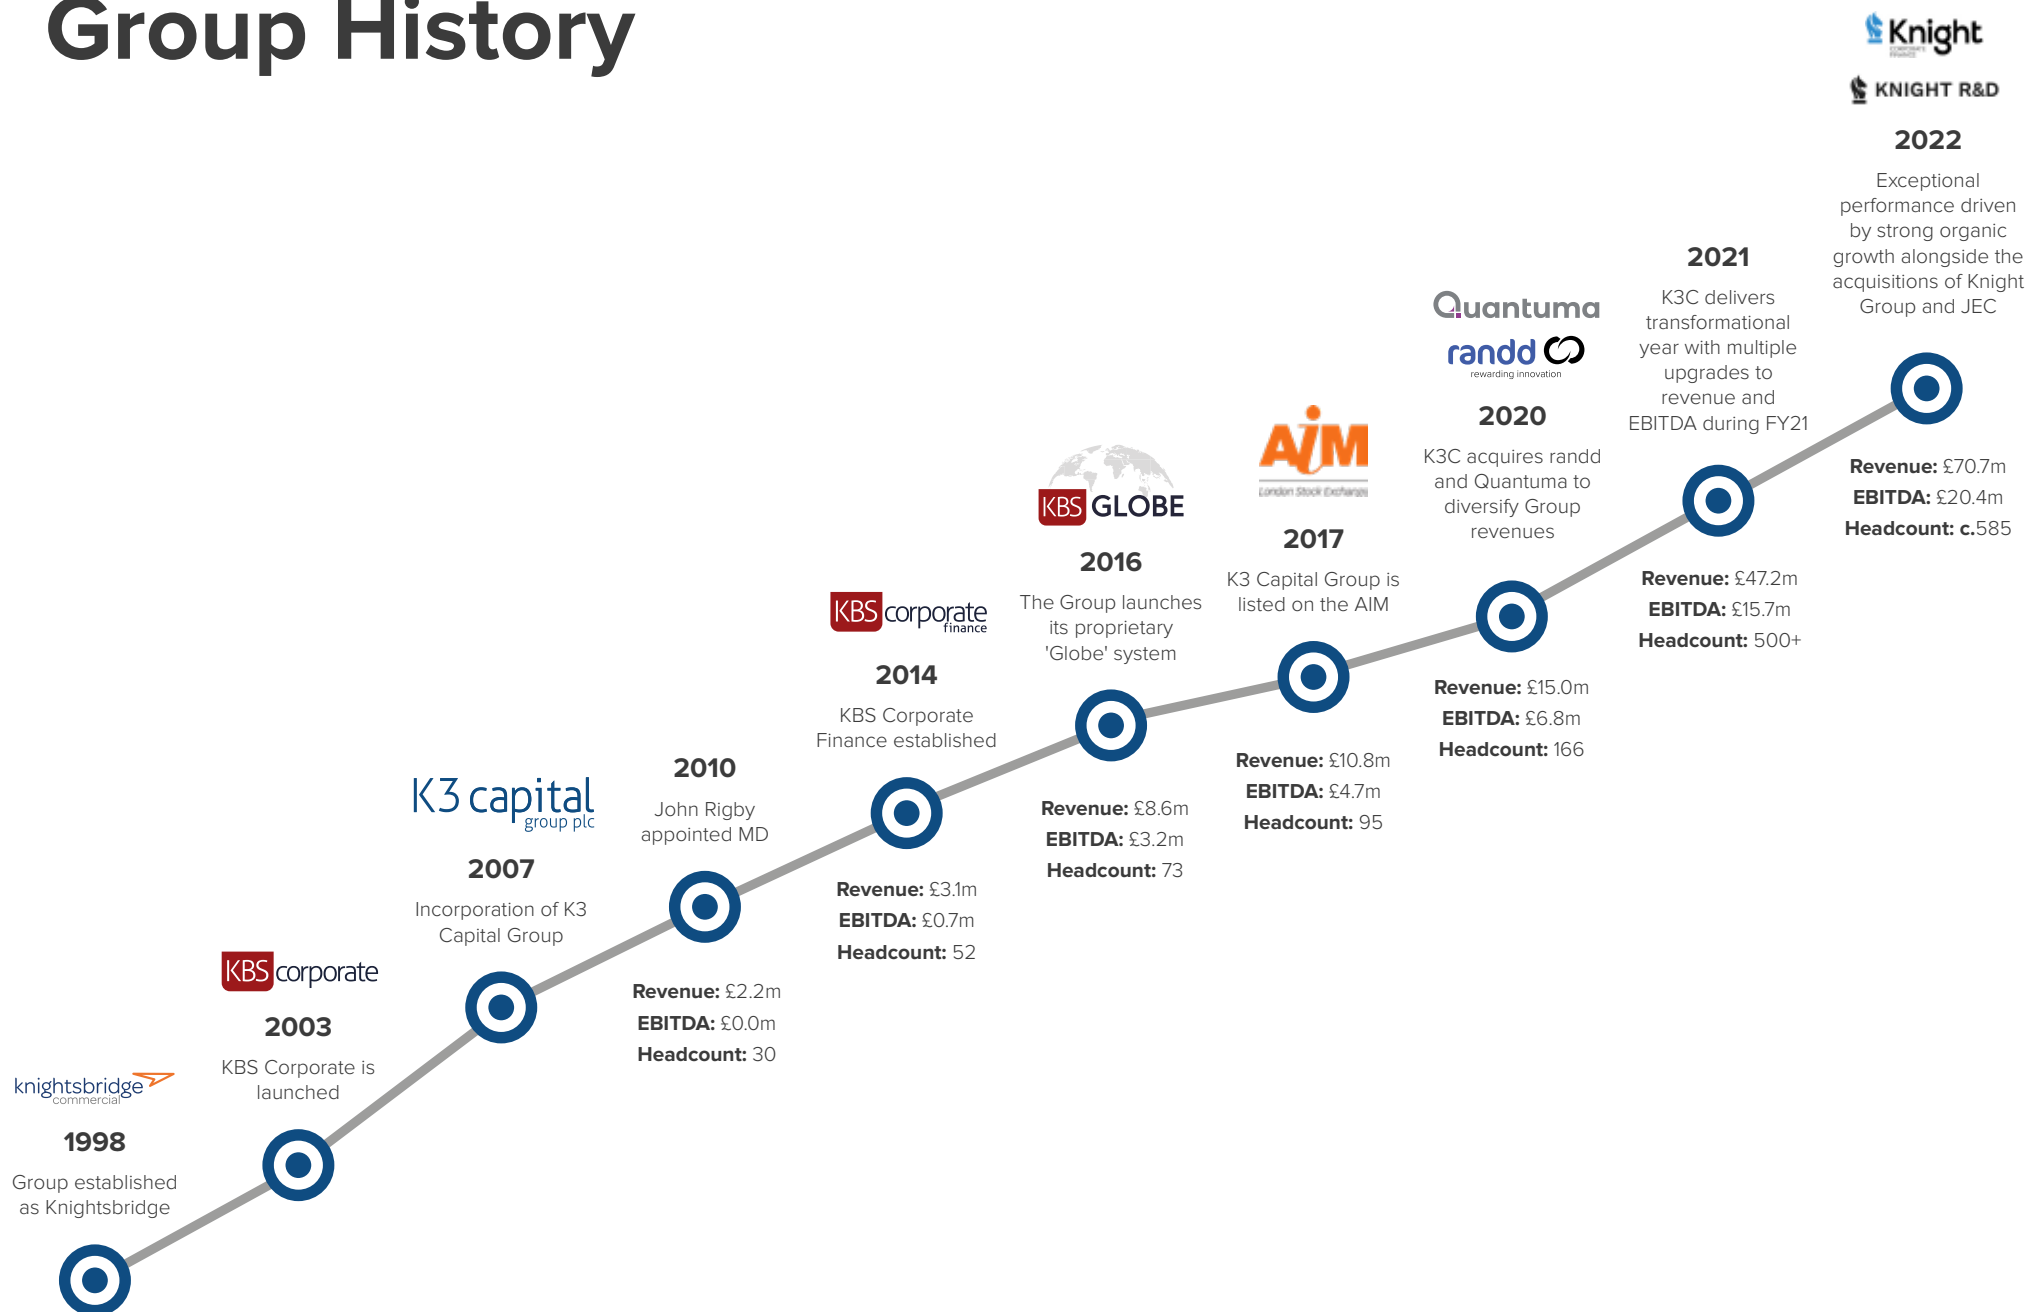 Group History
knightsbridge
commercial
1998
Group established
as Knightsbridge
KBS corporate
2003
KBS Corporate is
launched
K3 capital
group plc
2007
Incorporation of K3
Capital Group
2010
John Rigby
appointed MD
Revenue: £2.2m
EBITDA: £0.0m
Headcount: 30
KBS corporate
finance
2014
KBS Corporate
Finance established
Revenue: £3.1m
EBITDA: £0.7m
Headcount: 52
KBS GLOBE
2016
The Group launches
its proprietary
'Globe' system
Revenue: £8.6m
EBITDA: £3.2m
Headcount: 73
AiM
London Stock Exchange
2017
K3 Capital Group is
listed on the AIM
Revenue: £10.8m
EBITDA: £4.7m
Headcount: 95
Quantuma
randd
rewarding innovation
2020
K3C acquires randd
and Quantuma to
diversify Group
revenues
Revenue: £15.0m
EBITDA: £6.8m
Headcount: 166
2021
K3C delivers
transformational
year with multiple
upgrades to
revenue and
EBITDA during FY21
Revenue: £47.2m
EBITDA: £15.7m
Headcount: 500+
Knight
CORPORATE
FINANCE
KNIGHT R&D
2022
Exceptional
performance driven
by strong organic
growth alongside the
acquisitions of Knight
Group and JEC
Revenue: £70.7m
EBITDA: £20.4m
Headcount: c.585